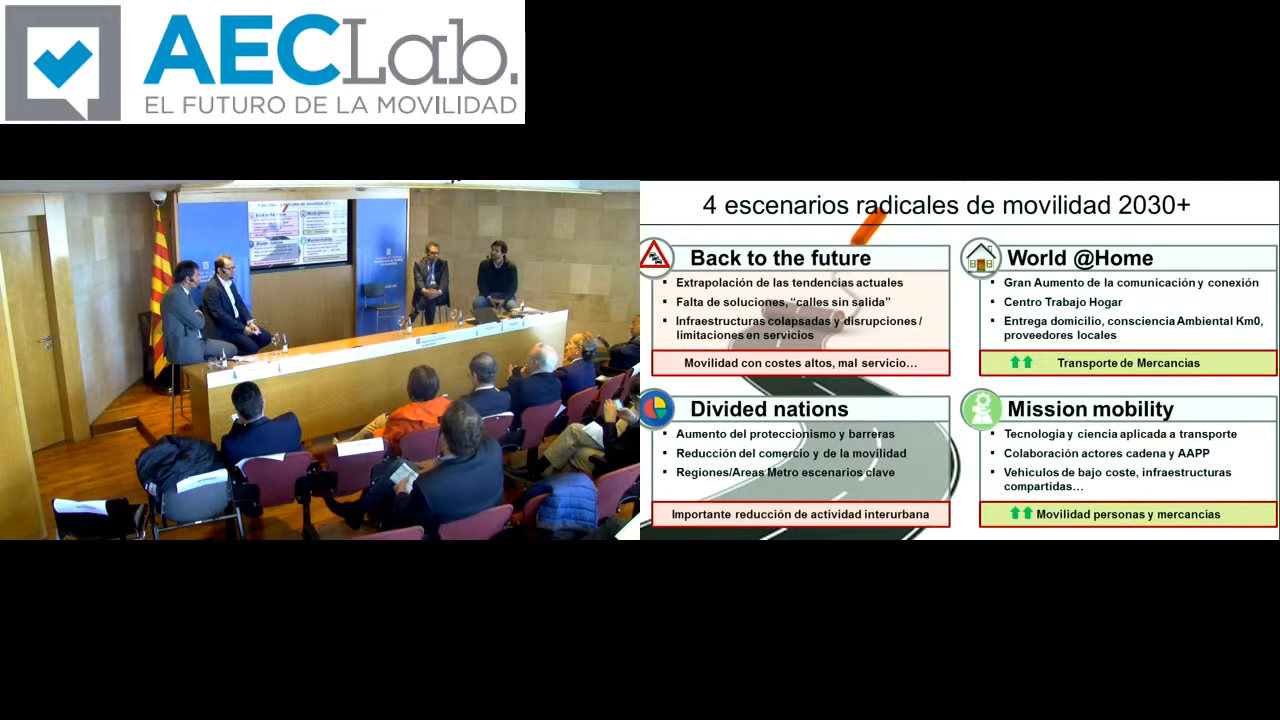 AECLab.
EL FUTURO DE LA MOVILIDAD
4 escenarios radicales de movilidad 2030+
Back to the future
▪ Extrapolación de las tendencias actuales
▪ Falta de soluciones, “calles sin salida”
▪ Infraestructuras colapsadas y disrupciones /
limitaciones en servicios
Movilidad con costes altos, mal servicio…
World @Home
▪ Gran Aumento de la comunicación y conexión
▪ Centro Trabajo Hogar
▪ Entrega domicilio, consciencia Ambiental Km0,
proveedores locales
Transporte de Mercancias
Divided nations
▪ Aumento del proteccionismo y barreras
▪ Reducción del comercio y de la movilidad
▪ Regiones/Areas Metro escenarios clave
Importante reducción de actividad interurbana
Mission mobility
▪ Tecnologia y ciencia aplicada a transporte
▪ Colaboración actores cadena y AAPP
▪ Vehiculos de bajo coste, infraestructuras
compartidas…
Movilidad personas y mercancias